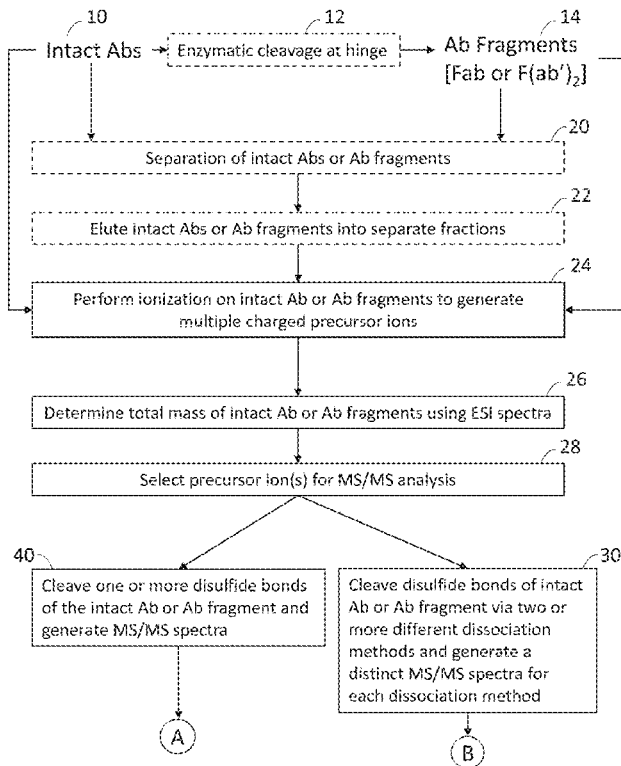 10
12
14
Intact Abs
Enzymatic cleavage at hinge
Ab Fragments
[Fab or F(ab')2]
20
Separation of intact Abs or Ab fragments
22
Elute intact Abs or Ab fragments into separate fractions
24
Perform ionization on intact Ab or Ab fragments to generate
multiple charged precursor ions
26
Determine total mass of intact Ab or Ab fragments using ESI spectra
28
Select precursor ion(s) for MS/MS analysis
40
Cleave one or more disulfide bonds
of the intact Ab or Ab fragment and
generate MS/MS spectra
A
30
Cleave disulfide bonds of intact
Ab or Ab fragment via two or
more different dissociation
methods and generate a
distinct MS/MS spectra for
each dissociation method
B